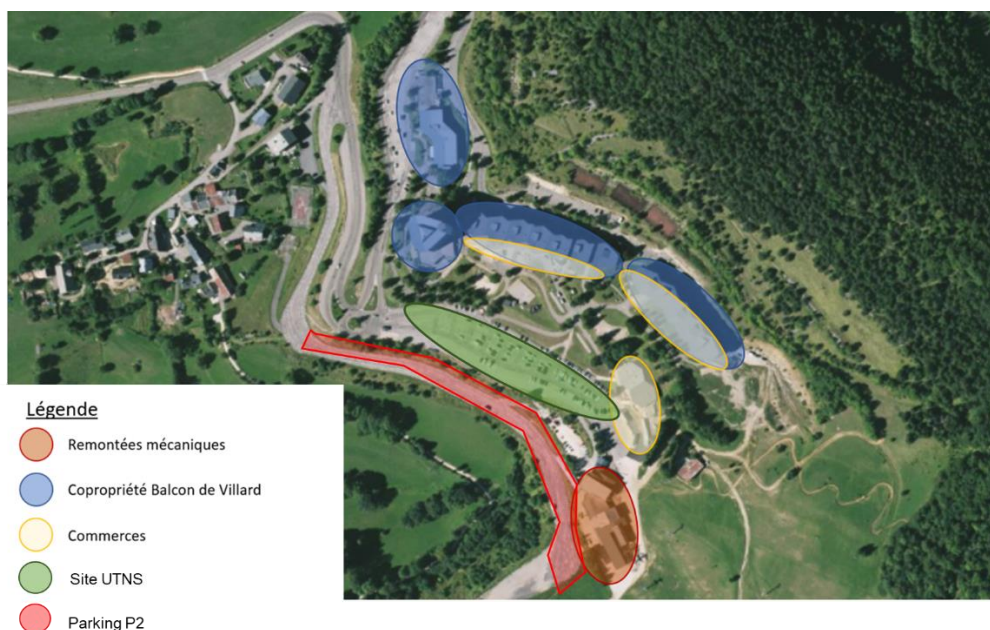 Légende
Remontées mécaniques
Copropriété Balcon de Villard
Commerces
Site UTNS
Parking P2